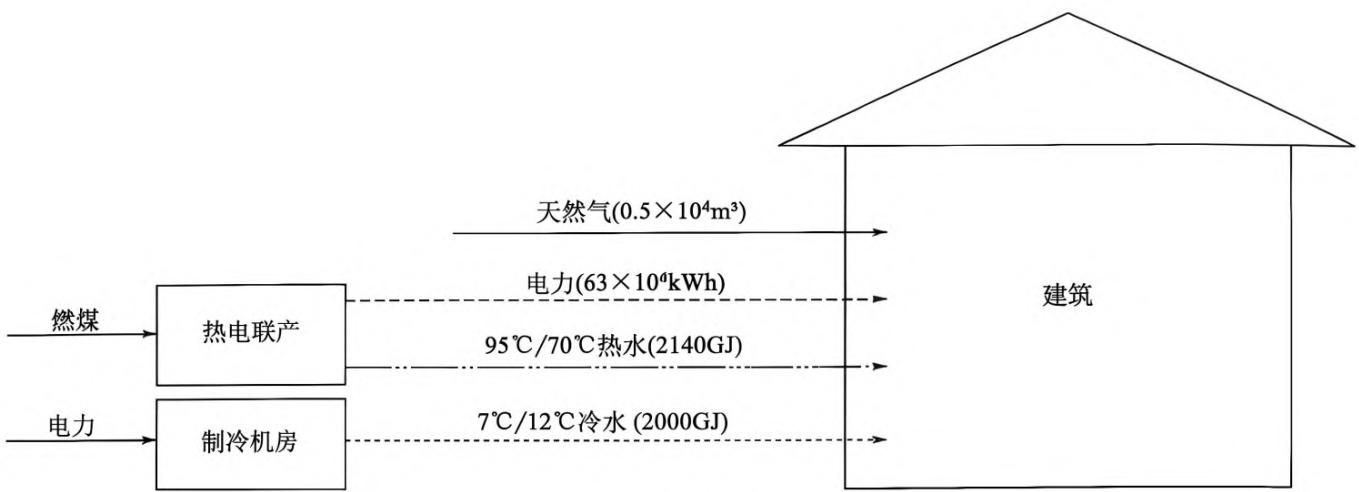 天然气(0.5×10⁴m³)
电力(63×10⁶kWh)
建筑
燃煤
热电联产
95℃/70℃热水(2140GJ)
电力
制冷机房
7℃/12℃冷水 (2000GJ)